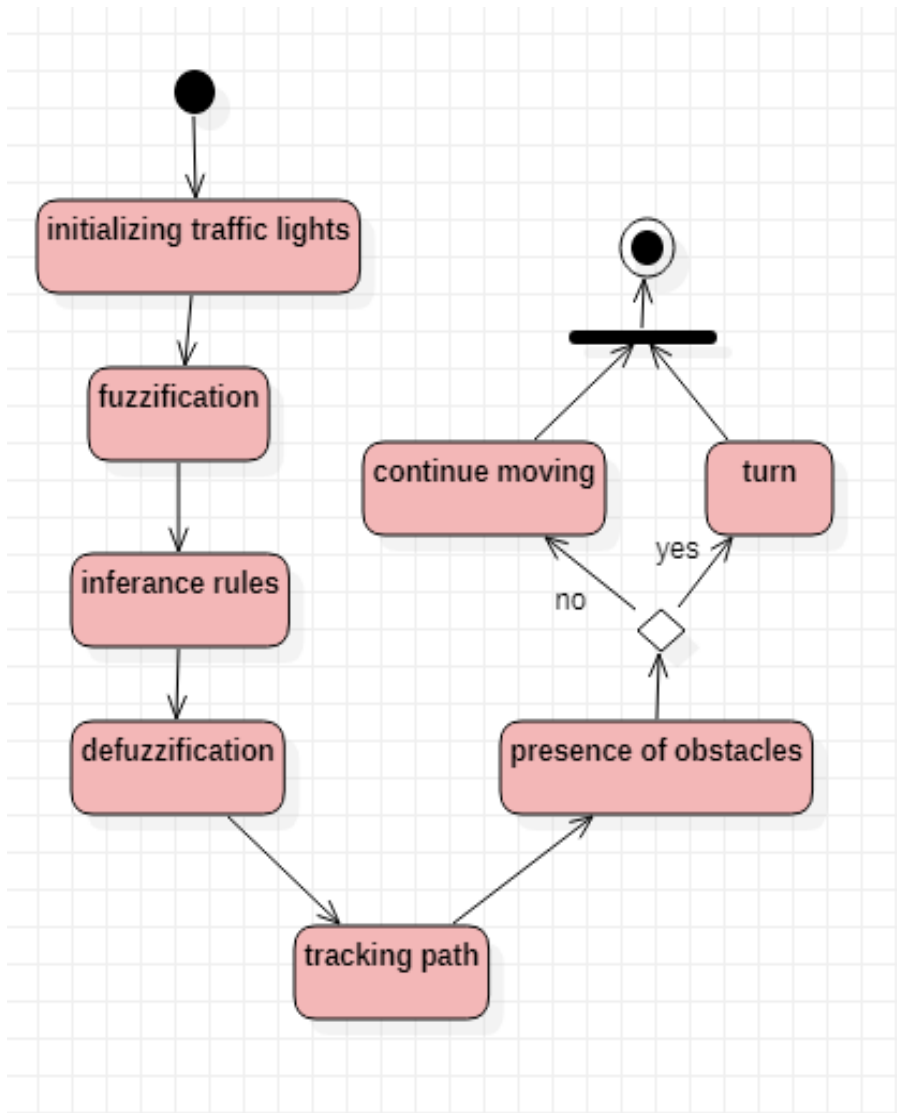 initializing traffic lights
fuzzification
inferance rules
defuzzification
tracking path
presence of obstacles
no
yes
continue moving
turn